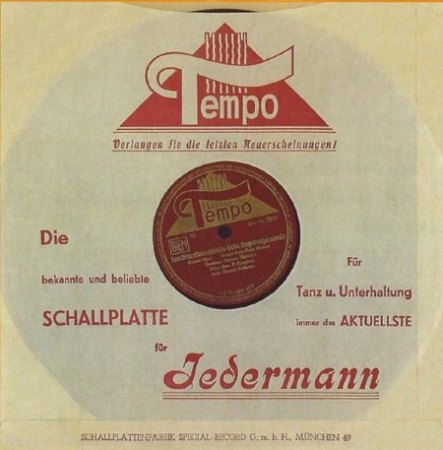 Tempo
Verlangen Sie die letzten Neuerscheinungen!
Tempo
BIEM
Die
bekannte und beliebte
SCHALLPLATTE
für
Jedermann
Für
Tanz u. Unterhaltung
immer das AKTUELLSTE
SCHALLPLATTENFABRIK SPECIAL-RECORD G. m. b. H., MÜNCHEN 49